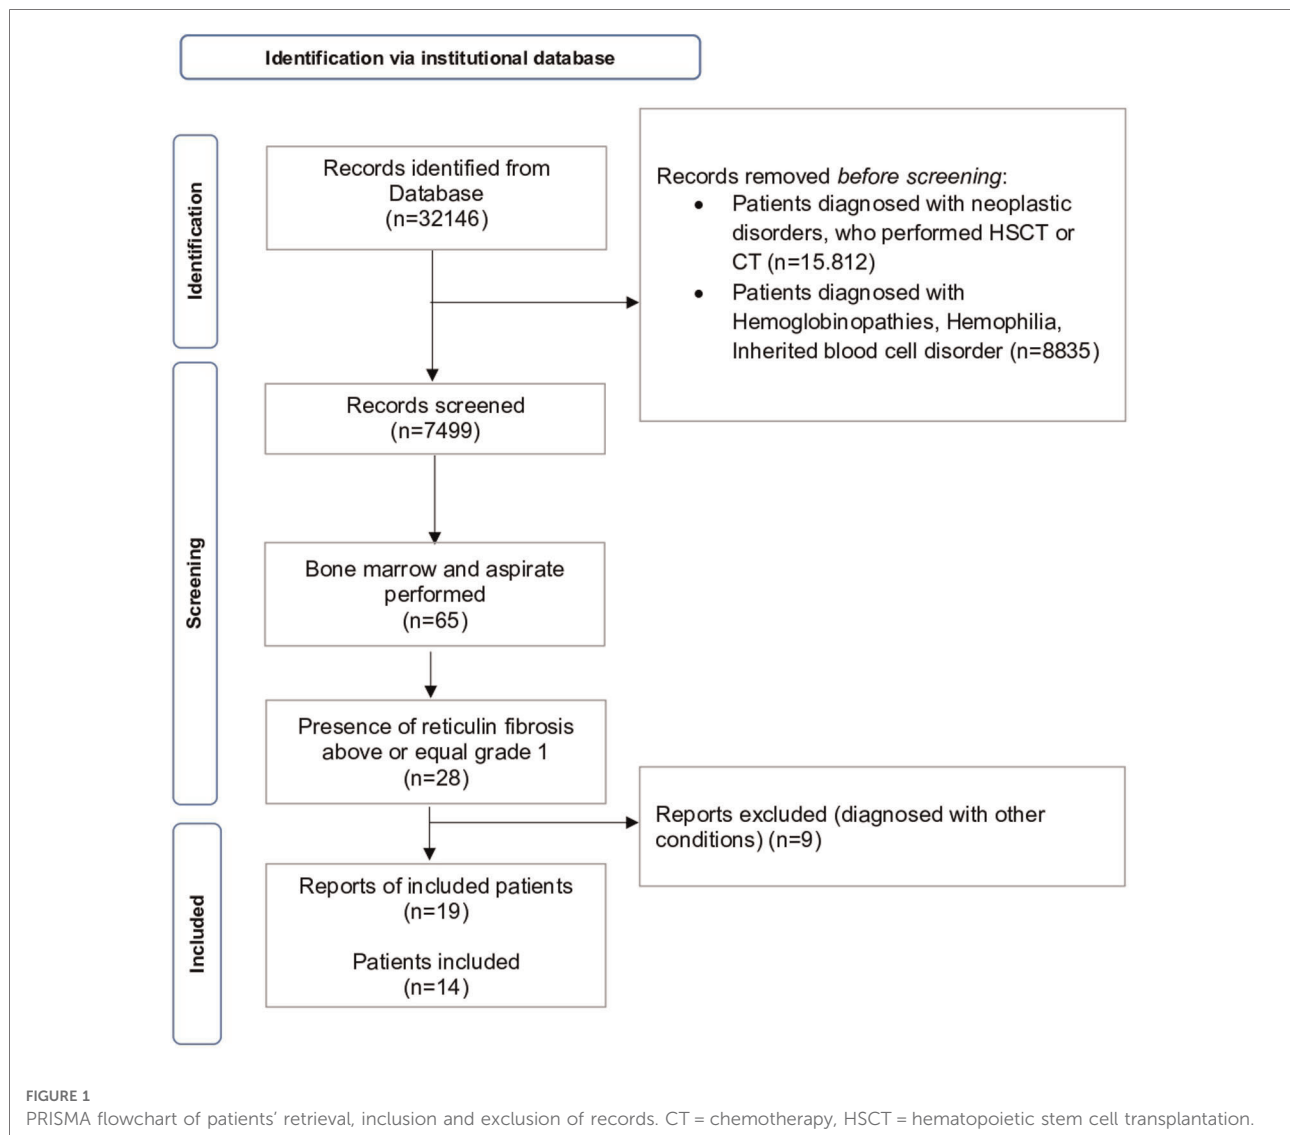 Identification via institutional database
Identification
Records identified from
Database
(n=32146)
Records removed before screening:
• Patients diagnosed with neoplastic
disorders, who performed HSCT or
CT (n=15.812)
• Patients diagnosed with
Hemoglobinopathies, Hemophilia,
Inherited blood cell disorder (n=8835)
Screening
Records screened
(n=7499)
Bone marrow and aspirate
performed
(n=65)
Presence of reticulin fibrosis
above or equal grade 1
(n=28)
Reports excluded (diagnosed with other
conditions) (n=9)
Included
Reports of included patients
(n=19)
Patients included
(n=14)
FIGURE 1
PRISMA flowchart of patients’ retrieval, inclusion and exclusion of records. CT = chemotherapy, HSCT = hematopoietic stem cell transplantation.